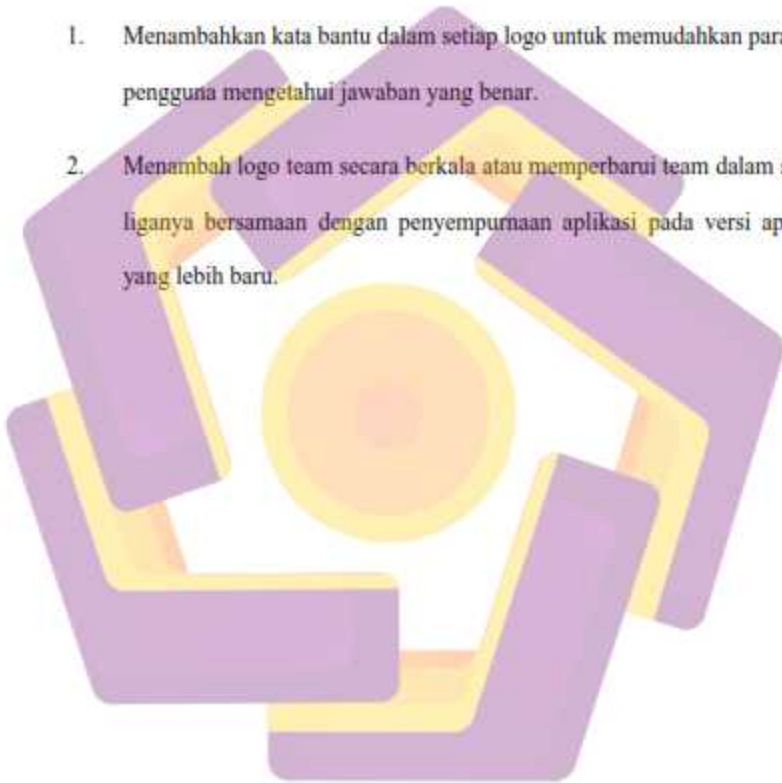 1. Menambahkan kata bantu dalam setiap logo untuk memudahkan para
pengguna mengetahui jawaban yang benar.
2. Menambah logo team secara berkala atau memperbarui team dalam
liganya bersamaan dengan penyempurnaan aplikasi pada versi
yang lebih baru.